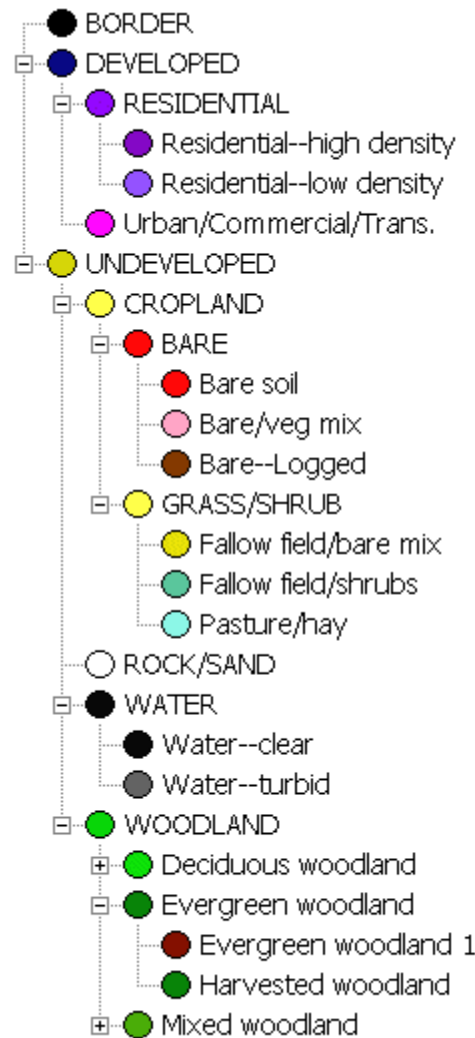 BORDER
DEVELOPED
RESIDENTIAL
Residential--high density
Residential--low density
Urban/Commercial/Trans.
UNDEVELOPED
CROPLAND
BARE
Bare soil
Bare/veg mix
Bare--Logged
GRASS/SHRUB
Fallow field/bare mix
Fallow field/shrubs
Pasture/hay
ROCK/SAND
WATER
Water--clear
Water--turbid
WOODLAND
Deciduous woodland
Evergreen woodland
Evergreen woodland 1
Harvested woodland
Mixed woodland